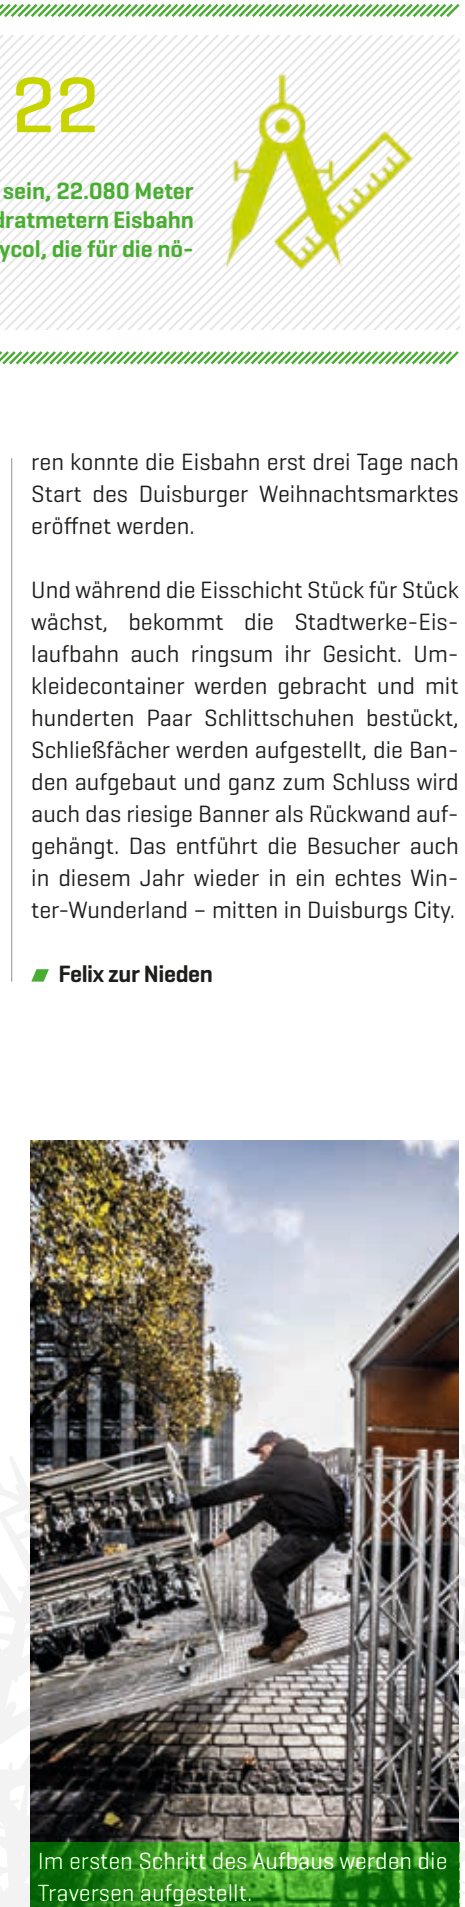 22
sein, 22.080 Meter
dratmetern Eisbahn
ycol, die für die nö-
ren konnte die Eisbahn erst drei Tage nach
Start des Duisburger Weihnachtsmarktes
eröffnet werden.
Und während die Eisschicht Stück für Stück
wächst, bekommt die Stadtwerke-Eis-
laufbahn auch ringsum ihr Gesicht. Um-
kleidecontainer werden gebracht und mit
hunderten Paar Schlittschuhen bestückt,
Schließfächer werden aufgestellt, die Ban-
den aufgebaut und ganz zum Schluss wird
auch das riesige Banner als Rückwand auf-
gehängt. Das entführt die Besucher auch
in diesem Jahr wieder in ein echtes Win-
ter-Wunderland – mitten in Duisburgs City.
Felix zur Nieden
Im ersten Schritt des Aufbaus werden die
Traversen aufgestellt.